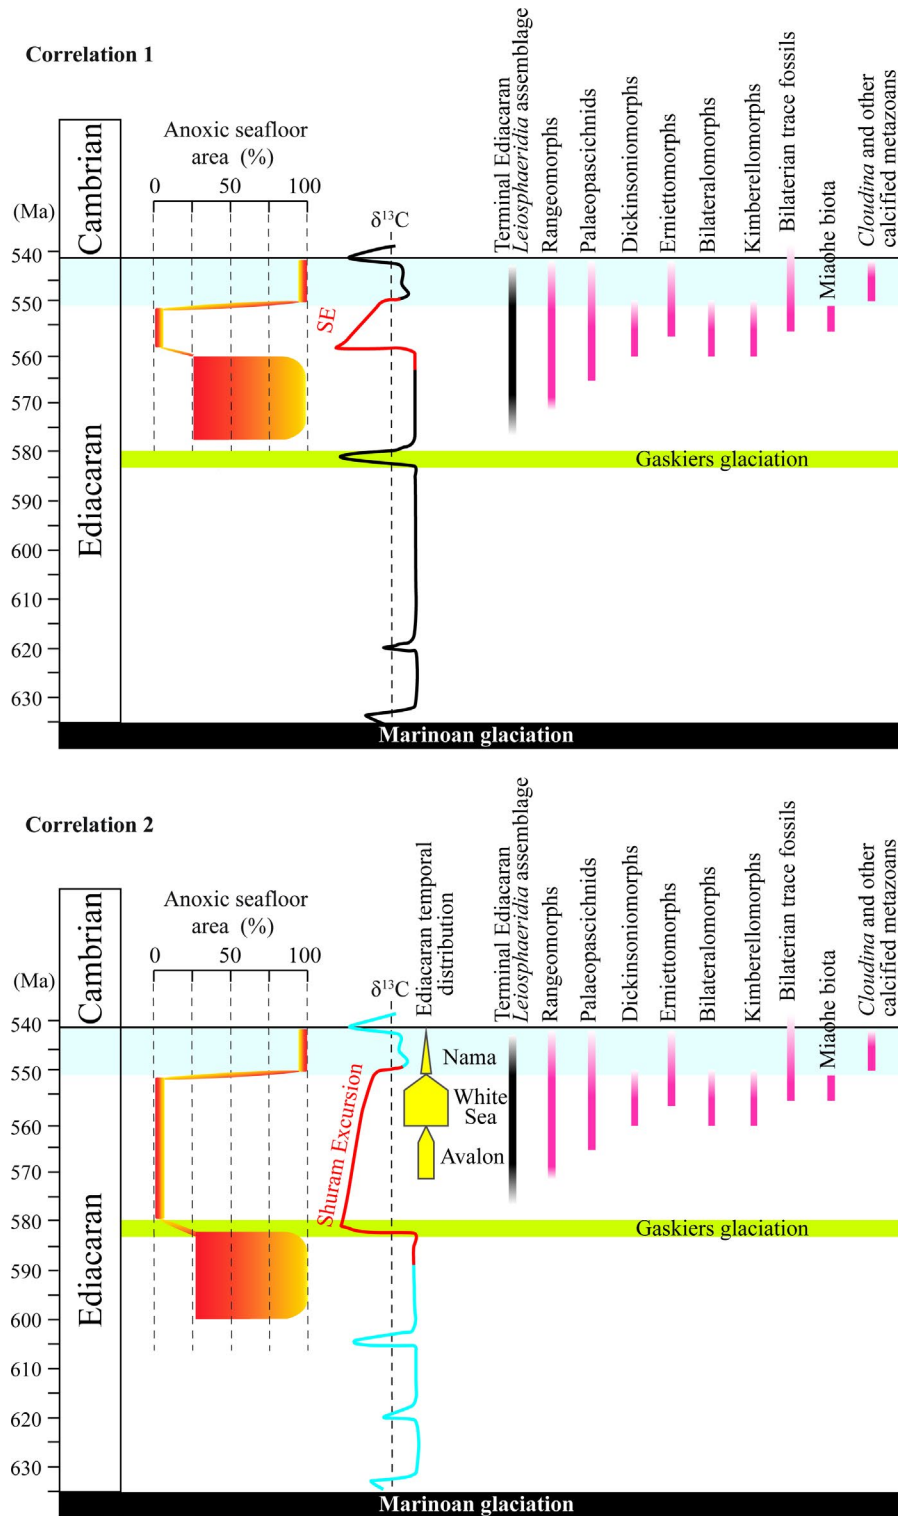 Correlation 1
Cambrian
Ediacaran
(Ma)
Anoxic seafloor
area (%)
0 50 100
δ¹³C
Terminal Ediacaran
Leiosphaeridia assemblage
Rangeomorphs
Palaeopascichnids
Dickinsoniomorphs
Erniettomorphs
Bilateralomorphs
Kimberellomorphs
Bilaterian trace fossils
Miaohe biota
Cloudina and other
calcified metazoans
540
550
560
570
580
590
600
610
620
630
SE
Gaskiers glaciation
Marinoan glaciation
Correlation 2
Cambrian
Ediacaran
(Ma)
Anoxic seafloor
area (%)
0 50 100
δ¹³C
Ediacaran temporal
distribution
Terminal Ediacaran
Leiosphaeridia assemblage
Rangeomorphs
Palaeopascichnids
Dickinsoniomorphs
Erniettomorphs
Bilateralomorphs
Kimberellomorphs
Bilaterian trace fossils
Miaohe biota
Cloudina and other
calcified metazoans
540
550
560
570
580
590
600
610
620
630
Shuram Excursion
Nama
White
Sea
Avalon
Gaskiers glaciation
Marinoan glaciation